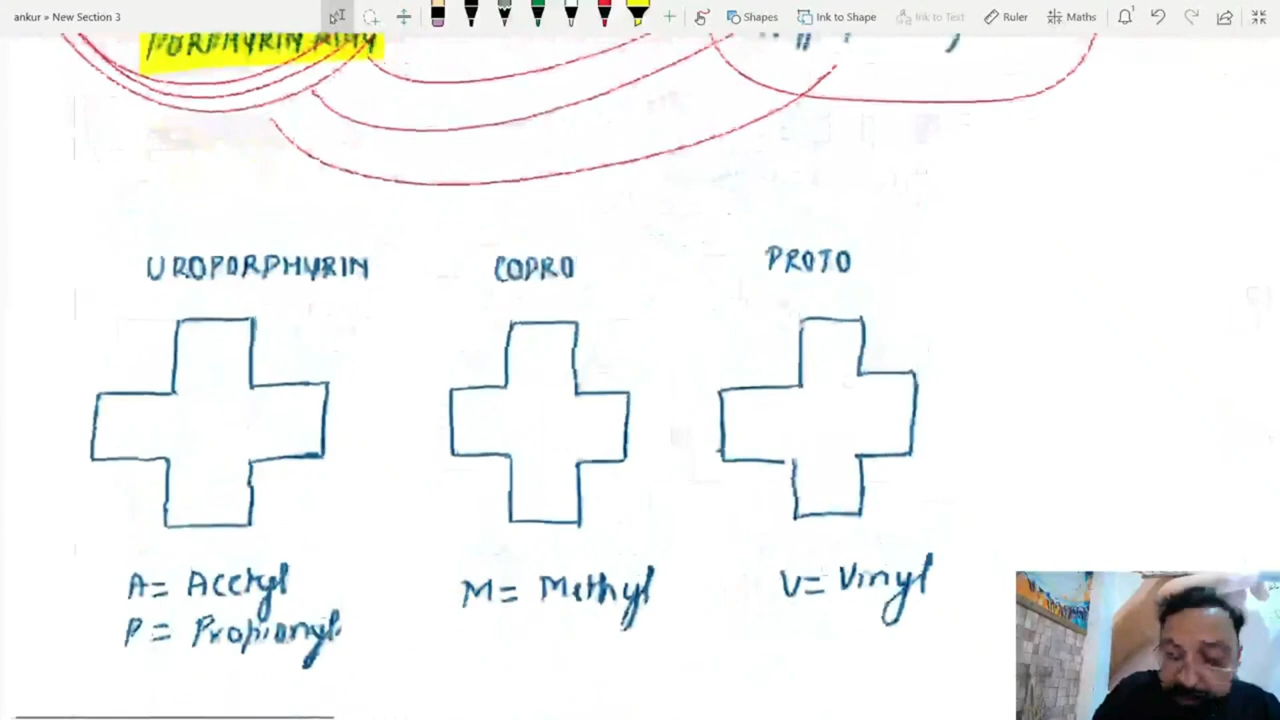 ankur » New Section 3
Shapes
Ink to Shape
Ink to Text
Ruler
Maths
PORPHYRIN RING
UROPORPHYRIN
COPRO
PROTO
A= Acetyl
P= Propionyl
M= Methyl
V= Vinyl